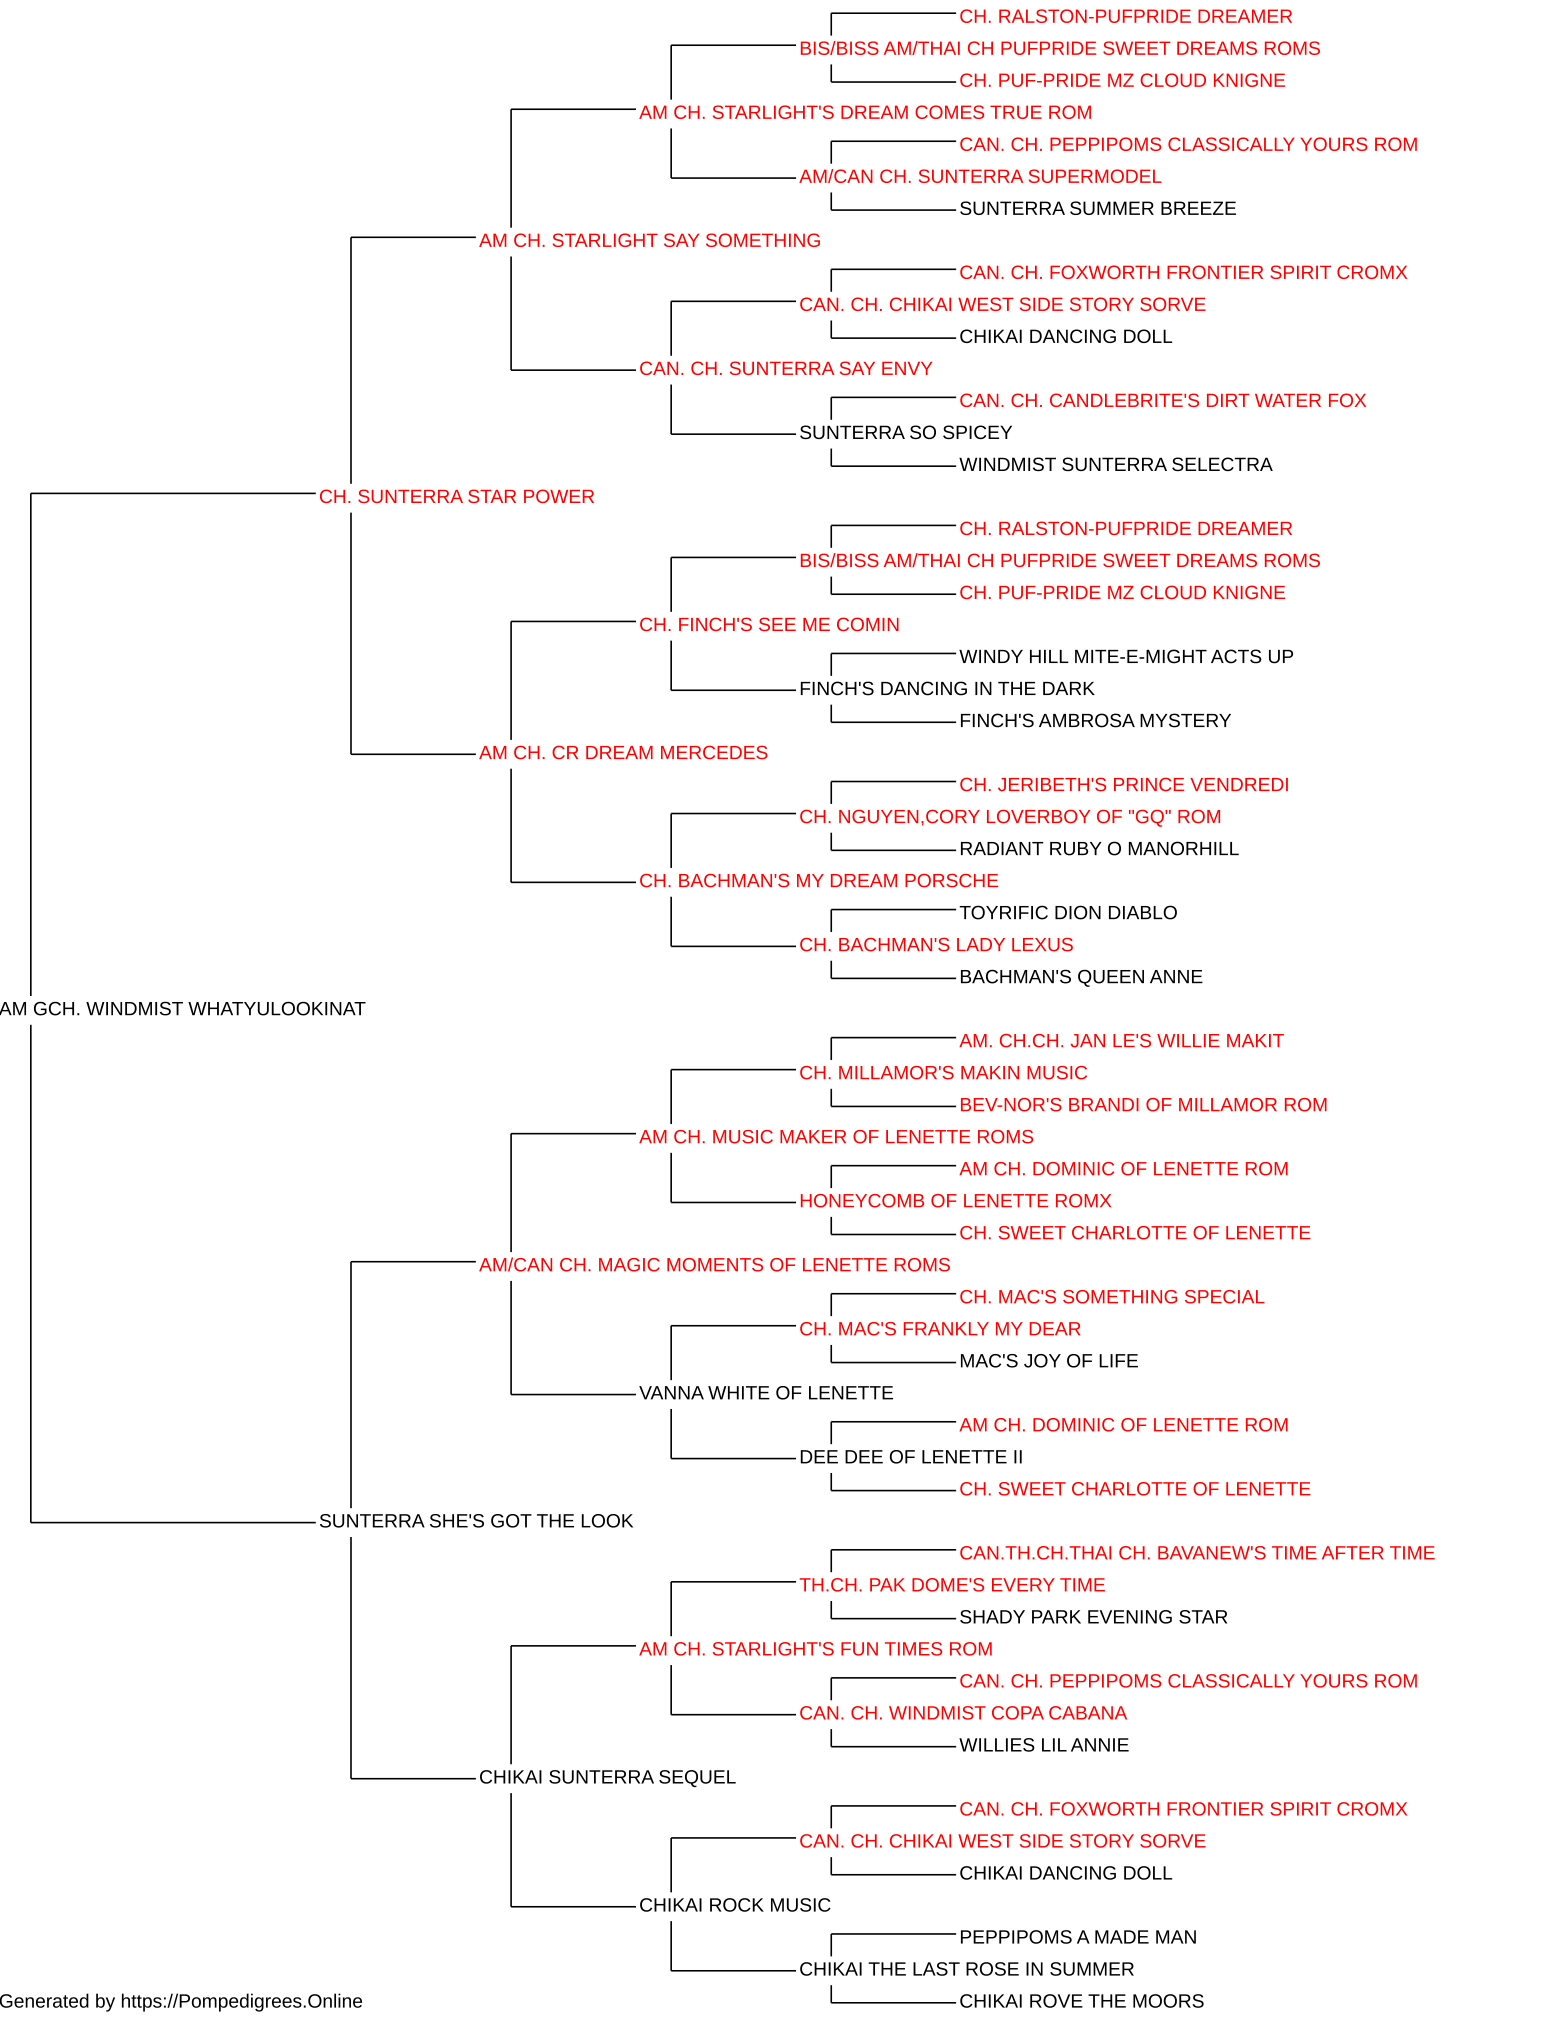 CH. RALSTON-PUFPRIDE DREAMER
BIS/BISS AM/THAI CH PUFPRIDE SWEET DREAMS ROMS
CH. PUF-PRIDE MZ CLOUD KNIGNE
AM CH. STARLIGHT'S DREAM COMES TRUE ROM
CAN. CH. PEPPIPOMS CLASSICALLY YOURS ROM
AM/CAN CH. SUNTERRA SUPERMODEL
SUNTERRA SUMMER BREEZE
AM CH. STARLIGHT SAY SOMETHING
CAN. CH. FOXWORTH FRONTIER SPIRIT CROMX
CAN. CH. CHIKAI WEST SIDE STORY SORVE
CHIKAI DANCING DOLL
CAN. CH. SUNTERRA SAY ENVY
CAN. CH. CANDLEBRITE'S DIRT WATER FOX
SUNTERRA SO SPICEY
WINDMIST SUNTERRA SELECTRA
CH. SUNTERRA STAR POWER
CH. RALSTON-PUFPRIDE DREAMER
BIS/BISS AM/THAI CH PUFPRIDE SWEET DREAMS ROMS
CH. PUF-PRIDE MZ CLOUD KNIGNE
CH. FINCH'S SEE ME COMIN
WINDY HILL MITE-E-MIGHT ACTS UP
FINCH'S DANCING IN THE DARK
FINCH'S AMBROSA MYSTERY
AM CH. CR DREAM MERCEDES
CH. JERIBETH'S PRINCE VENDREDI
CH. NGUYEN,CORY LOVERBOY OF "GQ" ROM
RADIANT RUBY O MANORHILL
CH. BACHMAN'S MY DREAM PORSCHE
TOYRIFIC DION DIABLO
CH. BACHMAN'S LADY LEXUS
BACHMAN'S QUEEN ANNE
AM GCH. WINDMIST WHATYULOOKINAT
AM. CH.CH. JAN LE'S WILLIE MAKIT
CH. MILLAMOR'S MAKIN MUSIC
BEV-NOR'S BRANDI OF MILLAMOR ROM
AM CH. MUSIC MAKER OF LENETTE ROMS
AM CH. DOMINIC OF LENETTE ROM
HONEYCOMB OF LENETTE ROMX
CH. SWEET CHARLOTTE OF LENETTE
AM/CAN CH. MAGIC MOMENTS OF LENETTE ROMS
CH. MAC'S SOMETHING SPECIAL
CH. MAC'S FRANKLY MY DEAR
MAC'S JOY OF LIFE
VANNA WHITE OF LENETTE
AM CH. DOMINIC OF LENETTE ROM
DEE DEE OF LENETTE II
CH. SWEET CHARLOTTE OF LENETTE
SUNTERRA SHE'S GOT THE LOOK
CAN.TH.CH.THAI CH. BAVANEW'S TIME AFTER TIME
TH.CH. PAK DOME'S EVERY TIME
SHADY PARK EVENING STAR
AM CH. STARLIGHT'S FUN TIMES ROM
CAN. CH. PEPPIPOMS CLASSICALLY YOURS ROM
CAN. CH. WINDMIST COPA CABANA
WILLIES LIL ANNIE
CHIKAI SUNTERRA SEQUEL
CAN. CH. FOXWORTH FRONTIER SPIRIT CROMX
CAN. CH. CHIKAI WEST SIDE STORY SORVE
CHIKAI DANCING DOLL
CHIKAI ROCK MUSIC
PEPPIPOMS A MADE MAN
CHIKAI THE LAST ROSE IN SUMMER
CHIKAI ROVE THE MOORS
Generated by https://Pompedigrees.Online